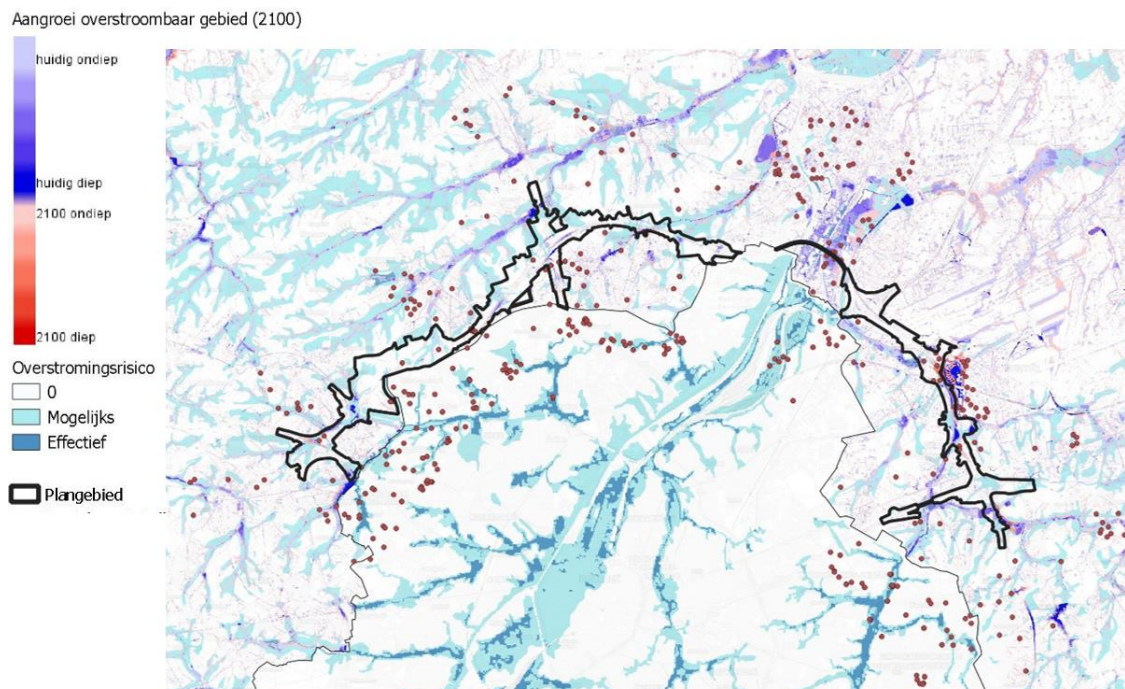 Aangroei overstroombaar gebied (2100)
huidig ondiep
huidig diep
2100 ondiep
2100 diep
Overstromingsrisico
0
Mogelijks
Effectief
Plangebied